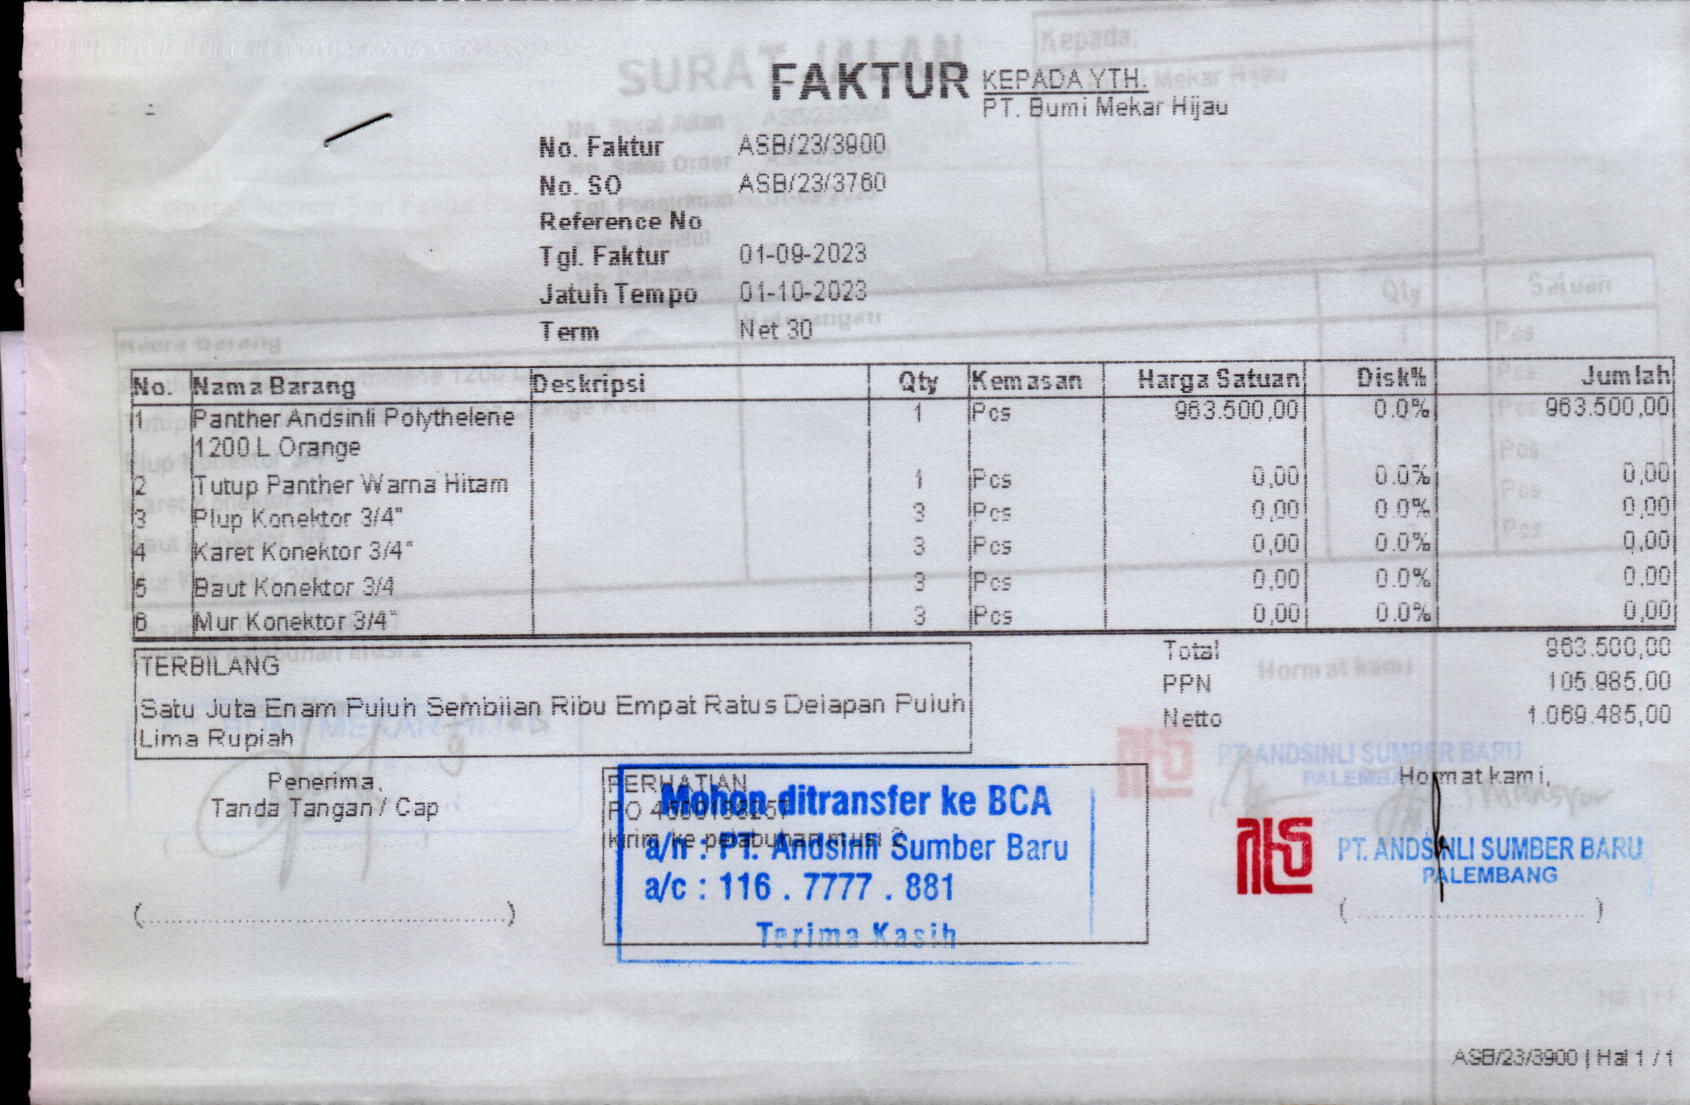 FAKTUR
KEPADA YTH.
PT. Bumi Mekar Hijau
No. Faktur ASB/23/3900
No. SO ASB/23/3760
Reference No
Tgl. Faktur 01-09-2023
Jatuh Tempo 01-10-2023
Term Net 30
No. Nama Barang Deskripsi Qty Kemasan Harga Satuan Disk% Jumlah
1 Panther Andsinli Polythelene 1 Pcs 963.500,00 0.0% 963.500,00
1200 L Orange
2 Tutup Panther Warna Hitam 1 Pcs 0,00 0.0% 0,00
3 Plup Konektor 3/4" 3 Pcs 0,00 0.0% 0,00
4 Karet Konektor 3/4" 3 Pcs 0,00 0.0% 0,00
5 Baut Konektor 3/4 3 Pcs 0,00 0.0% 0,00
6 Mur Konektor 3/4" 3 Pcs 0,00 0.0% 0,00
Total 963.500,00
PPN 105.985.00
Netto 1.069.485,00
TERBILANG
Satu Juta Enam Puluh Sembilan Ribu Empat Ratus Delapan Puluh
Lima Rupiah
Penerima,
Tanda Tangan / Cap
(..................................................)
PERHATIAN
PO
kirim ke pelabuhan musi 2
Mohon ditransfer ke BCA
a/n : PT. Andsinli Sumber Baru
a/c : 116 . 7777 . 881
Terima Kasih
Hormat kami,
PT. ANDSINLI SUMBER BARU
PALEMBANG
(................................)
ASB/23/3900 | Hal 1 / 1